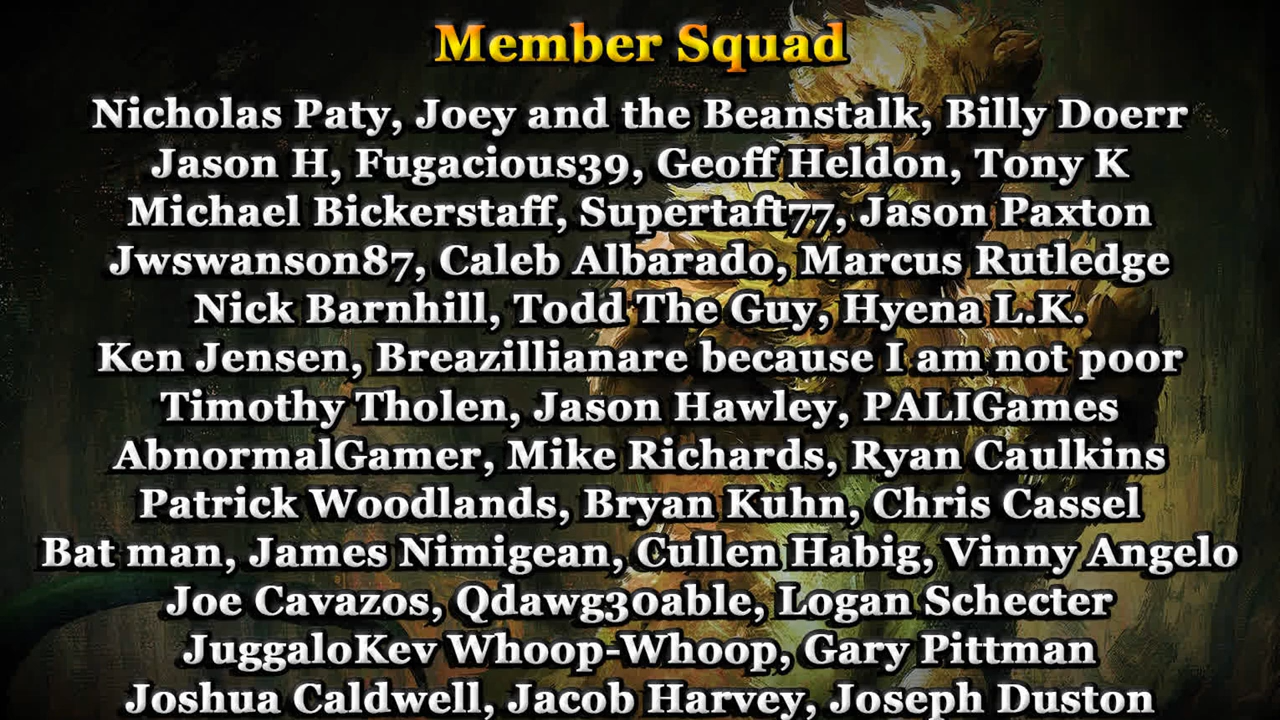 Member Squad
Nicholas Paty, Joey and the Beanstalk, Billy Doerr
Jason H, Fugacious39, Geoff Heldon, Tony K
Michael Bickerstaff, Supertaft77, Jason Paxton
Jwswanson87, Caleb Albarado, Marcus Rutledge
Nick Barnhill, Todd The Guy, Hyena L.K.
Ken Jensen, Breazillianare because I am not poor
Timothy Tholen, Jason Hawley, PALIGames
AbnormalGamer, Mike Richards, Ryan Caulkins
Patrick Woodlands, Bryan Kuhn, Chris Cassel
Bat man, James Nimigean, Cullen Habig, Vinny Angelo
Joe Cavazos, Qdawg30able, Logan Schecter
JuggaloKev Whoop-Whoop, Gary Pittman
Joshua Caldwell, Jacob Harvey, Joseph Duston